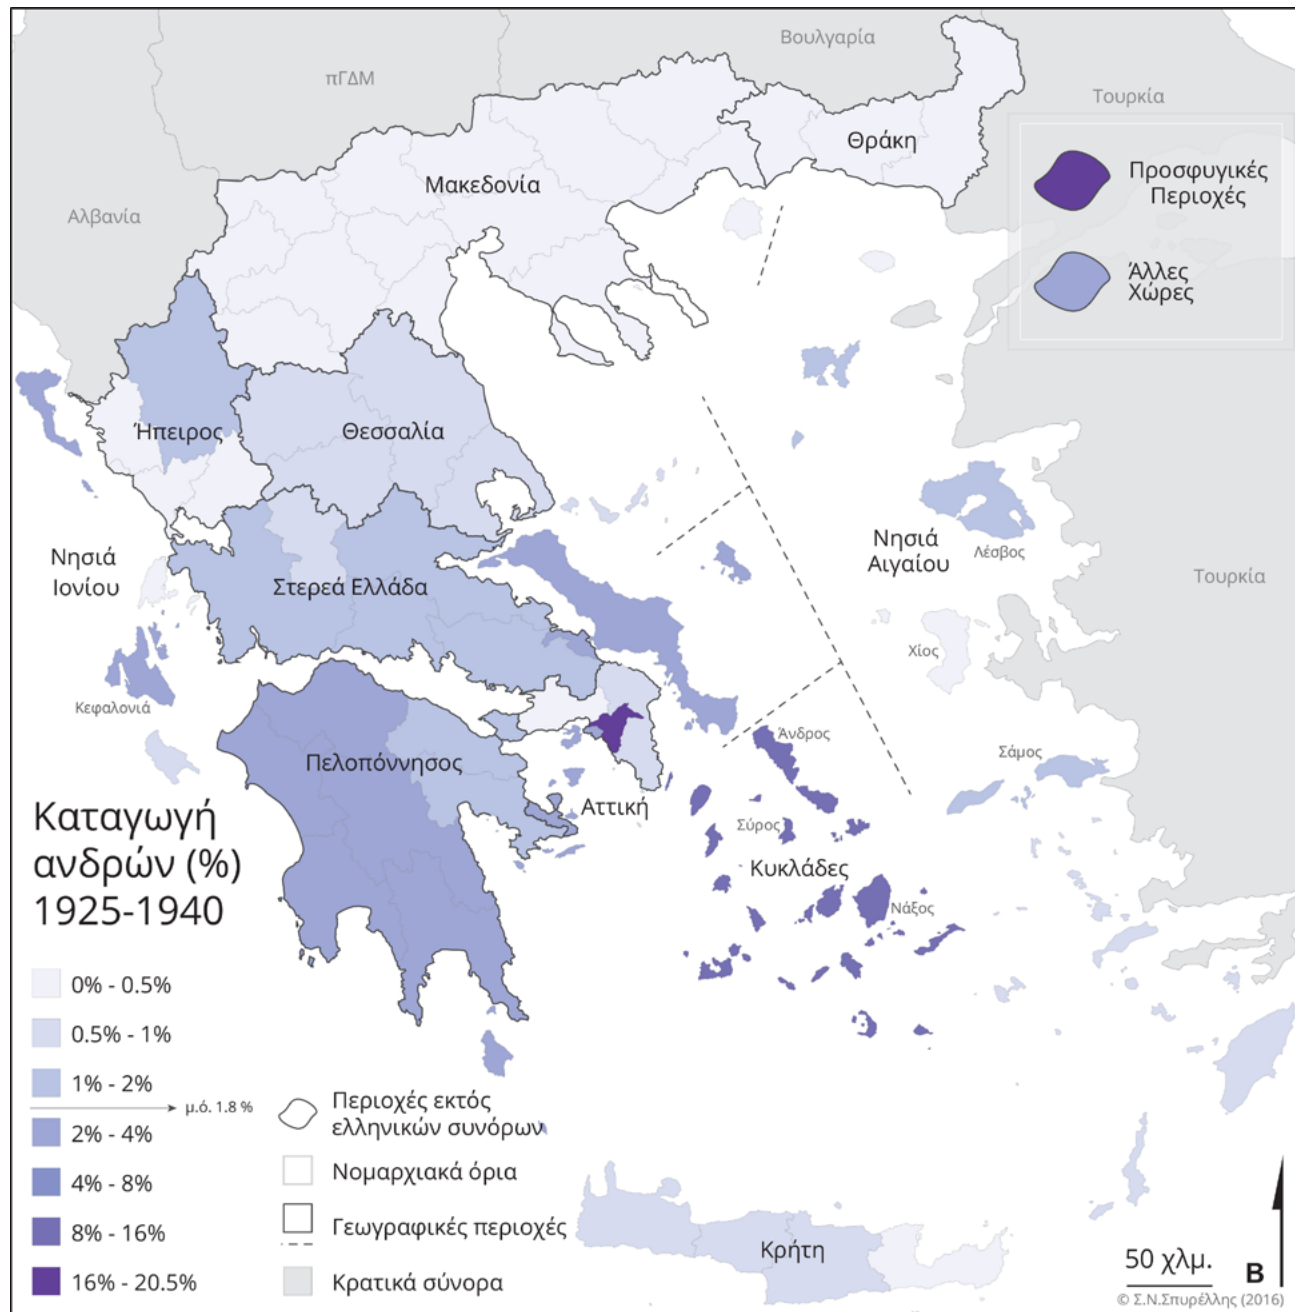 Βουλγαρία
πΓΔΜ
Τουρκία
Θράκη
Μακεδονία
Προσφυγικές
Περιοχές
Αλβανία
Άλλες
Χώρες
Ήπειρος
Θεσσαλία
Νησιά
Αιγαίου
Λέσβος
Νησιά
Ιονίου
Στερεά Ελλάδα
Τουρκία
Χίος
Κεφαλονιά
Άνδρος
Σάμος
Πελοπόννησος
Αττική
Σύρος
Κυκλάδες
Νάξος
Καταγωγή
ανδρών (%)
1925-1940
0% - 0.5%
0.5% - 1%
1% - 2%
μ.ό. 1.8 %
2% - 4%
4% - 8%
8% - 16%
16% - 20.5%
Περιοχές εκτός
ελληνικών συνόρων
Νομαρχιακά όρια
Γεωγραφικές περιοχές
Κρατικά σύνορα
Κρήτη
50 χλμ.
Β
© Σ.Ν.Σπυρέλλης (2016)